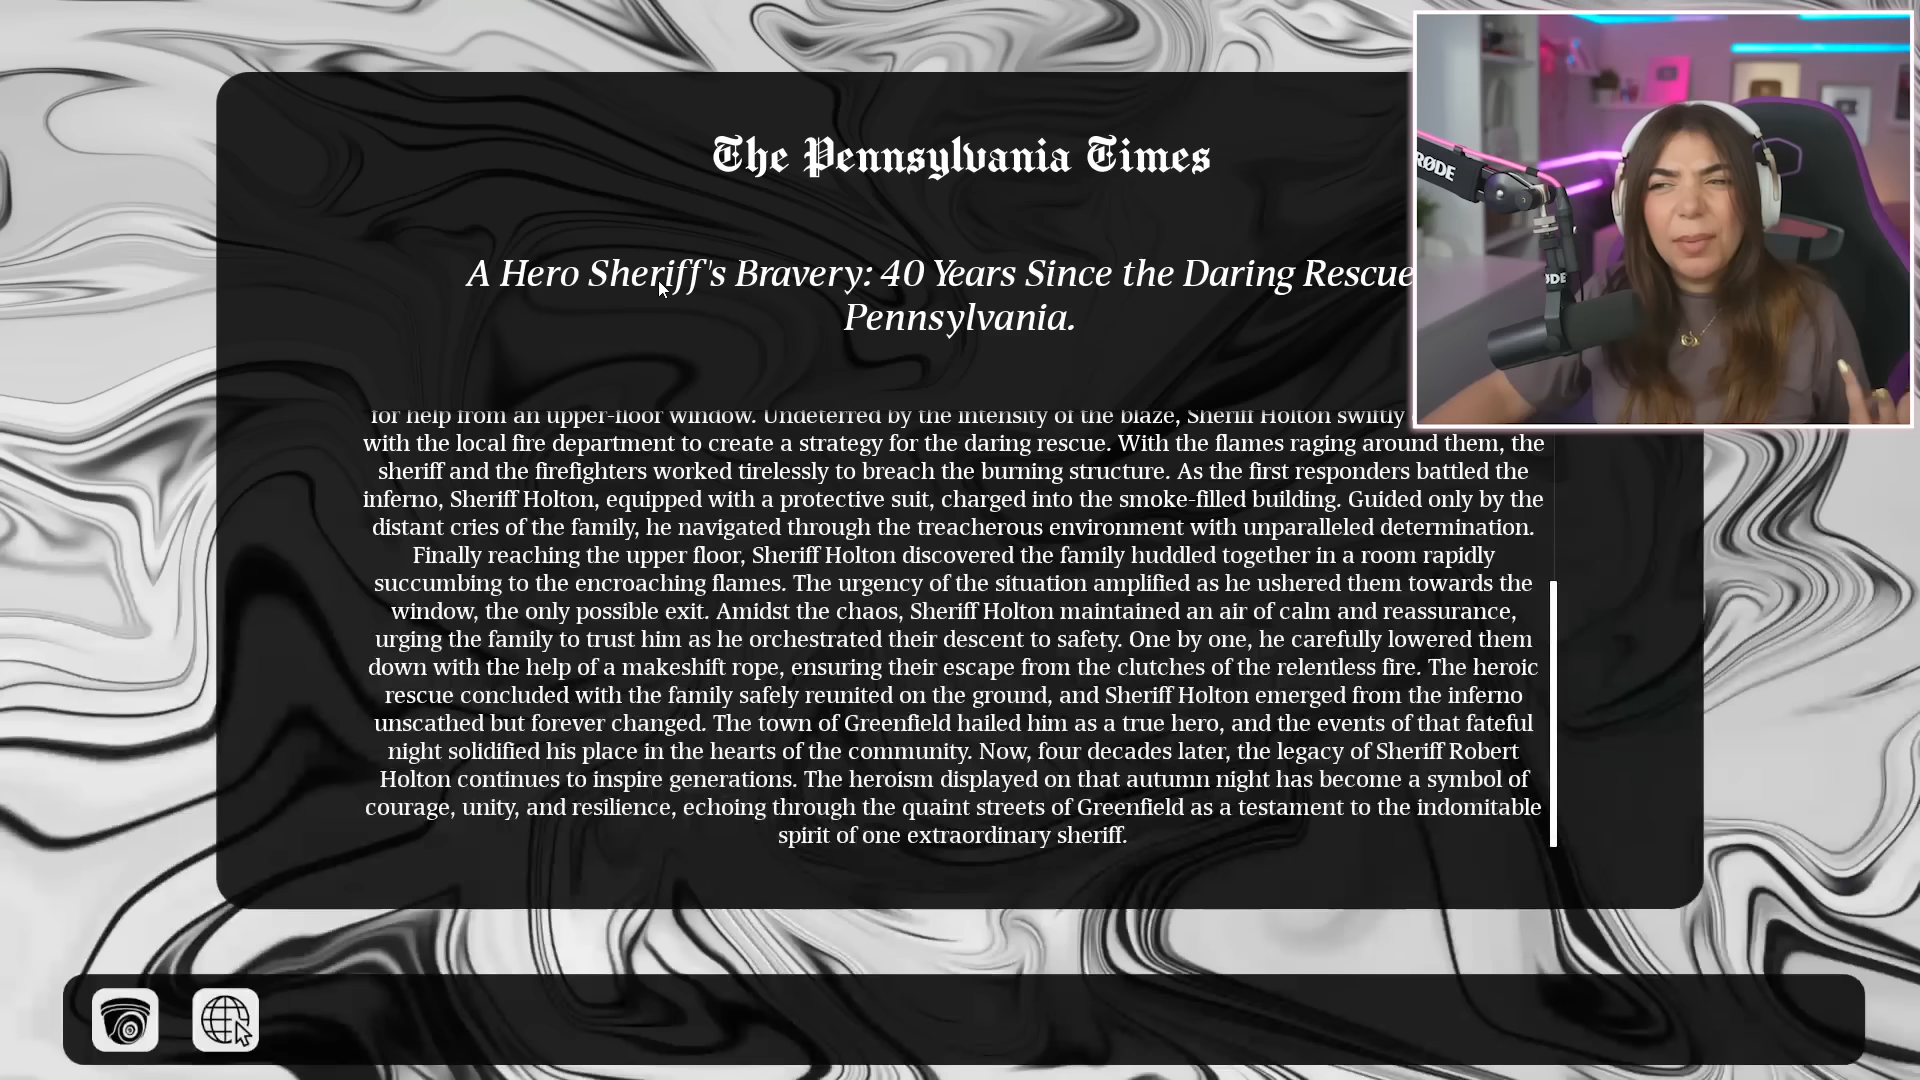 The Pennsylvania Times
A Hero Sheriff's Bravery: 40 Years Since the Daring Rescue
Pennsylvania.
for help from an upper-floor window. Undeterred by the intensity of the blaze, Sheriff Holton swiftly
with the local fire department to create a strategy for the daring rescue. With the flames raging around them, the
sheriff and the firefighters worked tirelessly to breach the burning structure. As the first responders battled the
inferno, Sheriff Holton, equipped with a protective suit, charged into the smoke-filled building. Guided only by the
distant cries of the family, he navigated through the treacherous environment with unparalleled determination.
Finally reaching the upper floor, Sheriff Holton discovered the family huddled together in a room rapidly
succumbing to the encroaching flames. The urgency of the situation amplified as he ushered them towards the
window, the only possible exit. Amidst the chaos, Sheriff Holton maintained an air of calm and reassurance,
urging the family to trust him as he orchestrated their descent to safety. One by one, he carefully lowered them
down with the help of a makeshift rope, ensuring their escape from the clutches of the relentless fire. The heroic
rescue concluded with the family safely reunited on the ground, and Sheriff Holton emerged from the inferno
unscathed but forever changed. The town of Greenfield hailed him as a true hero, and the events of that fateful
night solidified his place in the hearts of the community. Now, four decades later, the legacy of Sheriff Robert
Holton continues to inspire generations. The heroism displayed on that autumn night has become a symbol of
courage, unity, and resilience, echoing through the quaint streets of Greenfield as a testament to the indomitable
spirit of one extraordinary sheriff.
RØDE